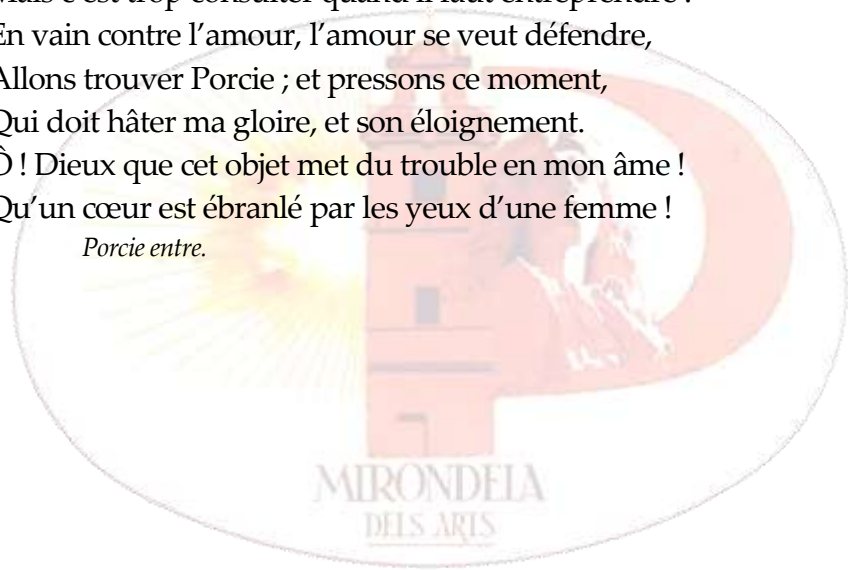 Mais c’est trop consulter quand il faut entreprendre !
En vain contre l’amour, l’amour se veut défendre,
Allons trouver Porcie ; et pressons ce moment,
Qui doit hâter ma gloire, et son éloignement.
Ô ! Dieux que cet objet met du trouble en mon âme !
Qu’un cœur est ébranlé par les yeux d’une femme !
Porcie entre.
MIRONDELA
DELS ARTS